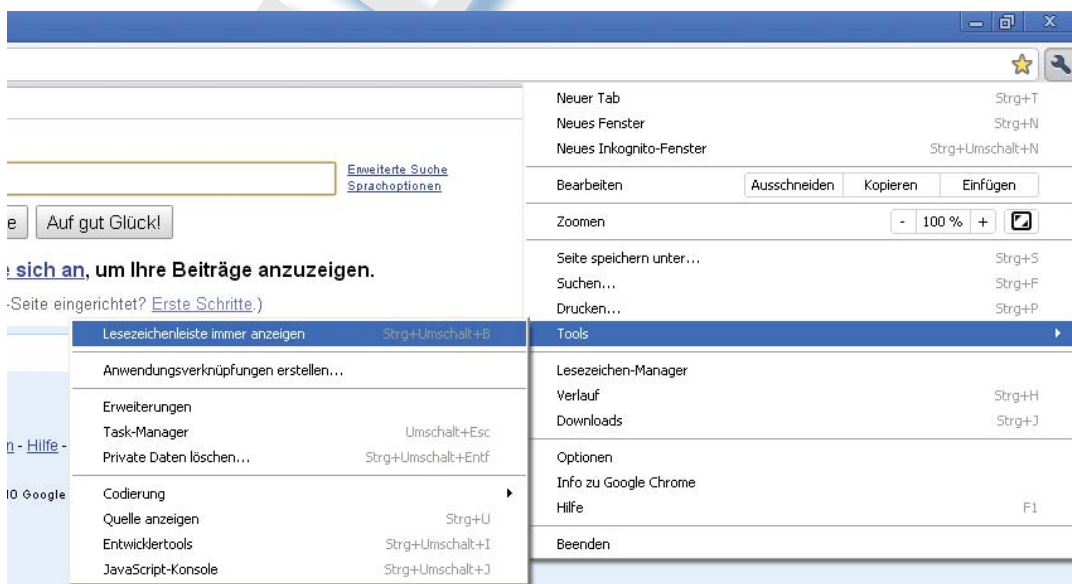 Neuer Tab Strg+T
Neues Fenster Strg+N
Neues Inkognito-Fenster Strg+Umschalt+N
Bearbeiten Ausschneiden Kopieren Einfügen
Zoomen - 100 % +
Seite speichern unter... Strg+S
Suchen... Strg+F
Drucken... Strg+P
Tools
Lesezeichen-Manager
Verlauf Strg+H
Downloads Strg+J
Optionen
Info zu Google Chrome
Hilfe F1
Beenden
Erweiterte Suche
Sprachoptionen
e Auf gut Glück!
sich an, um Ihre Beiträge anzuzeigen.
-Seite eingerichtet? Erste Schritte.)
Lesezeichenleiste immer anzeigen Strg+Umschalt+B
Anwendungsverknüpfungen erstellen...
Erweiterungen
Task-Manager Umschalt+Esc
Private Daten löschen... Strg+Umschalt+Entf
Codierung
Quelle anzeigen Strg+U
Entwicklertools Strg+Umschalt+I
JavaScript-Konsole Strg+Umschalt+J
n - Hilfe -
10 Google